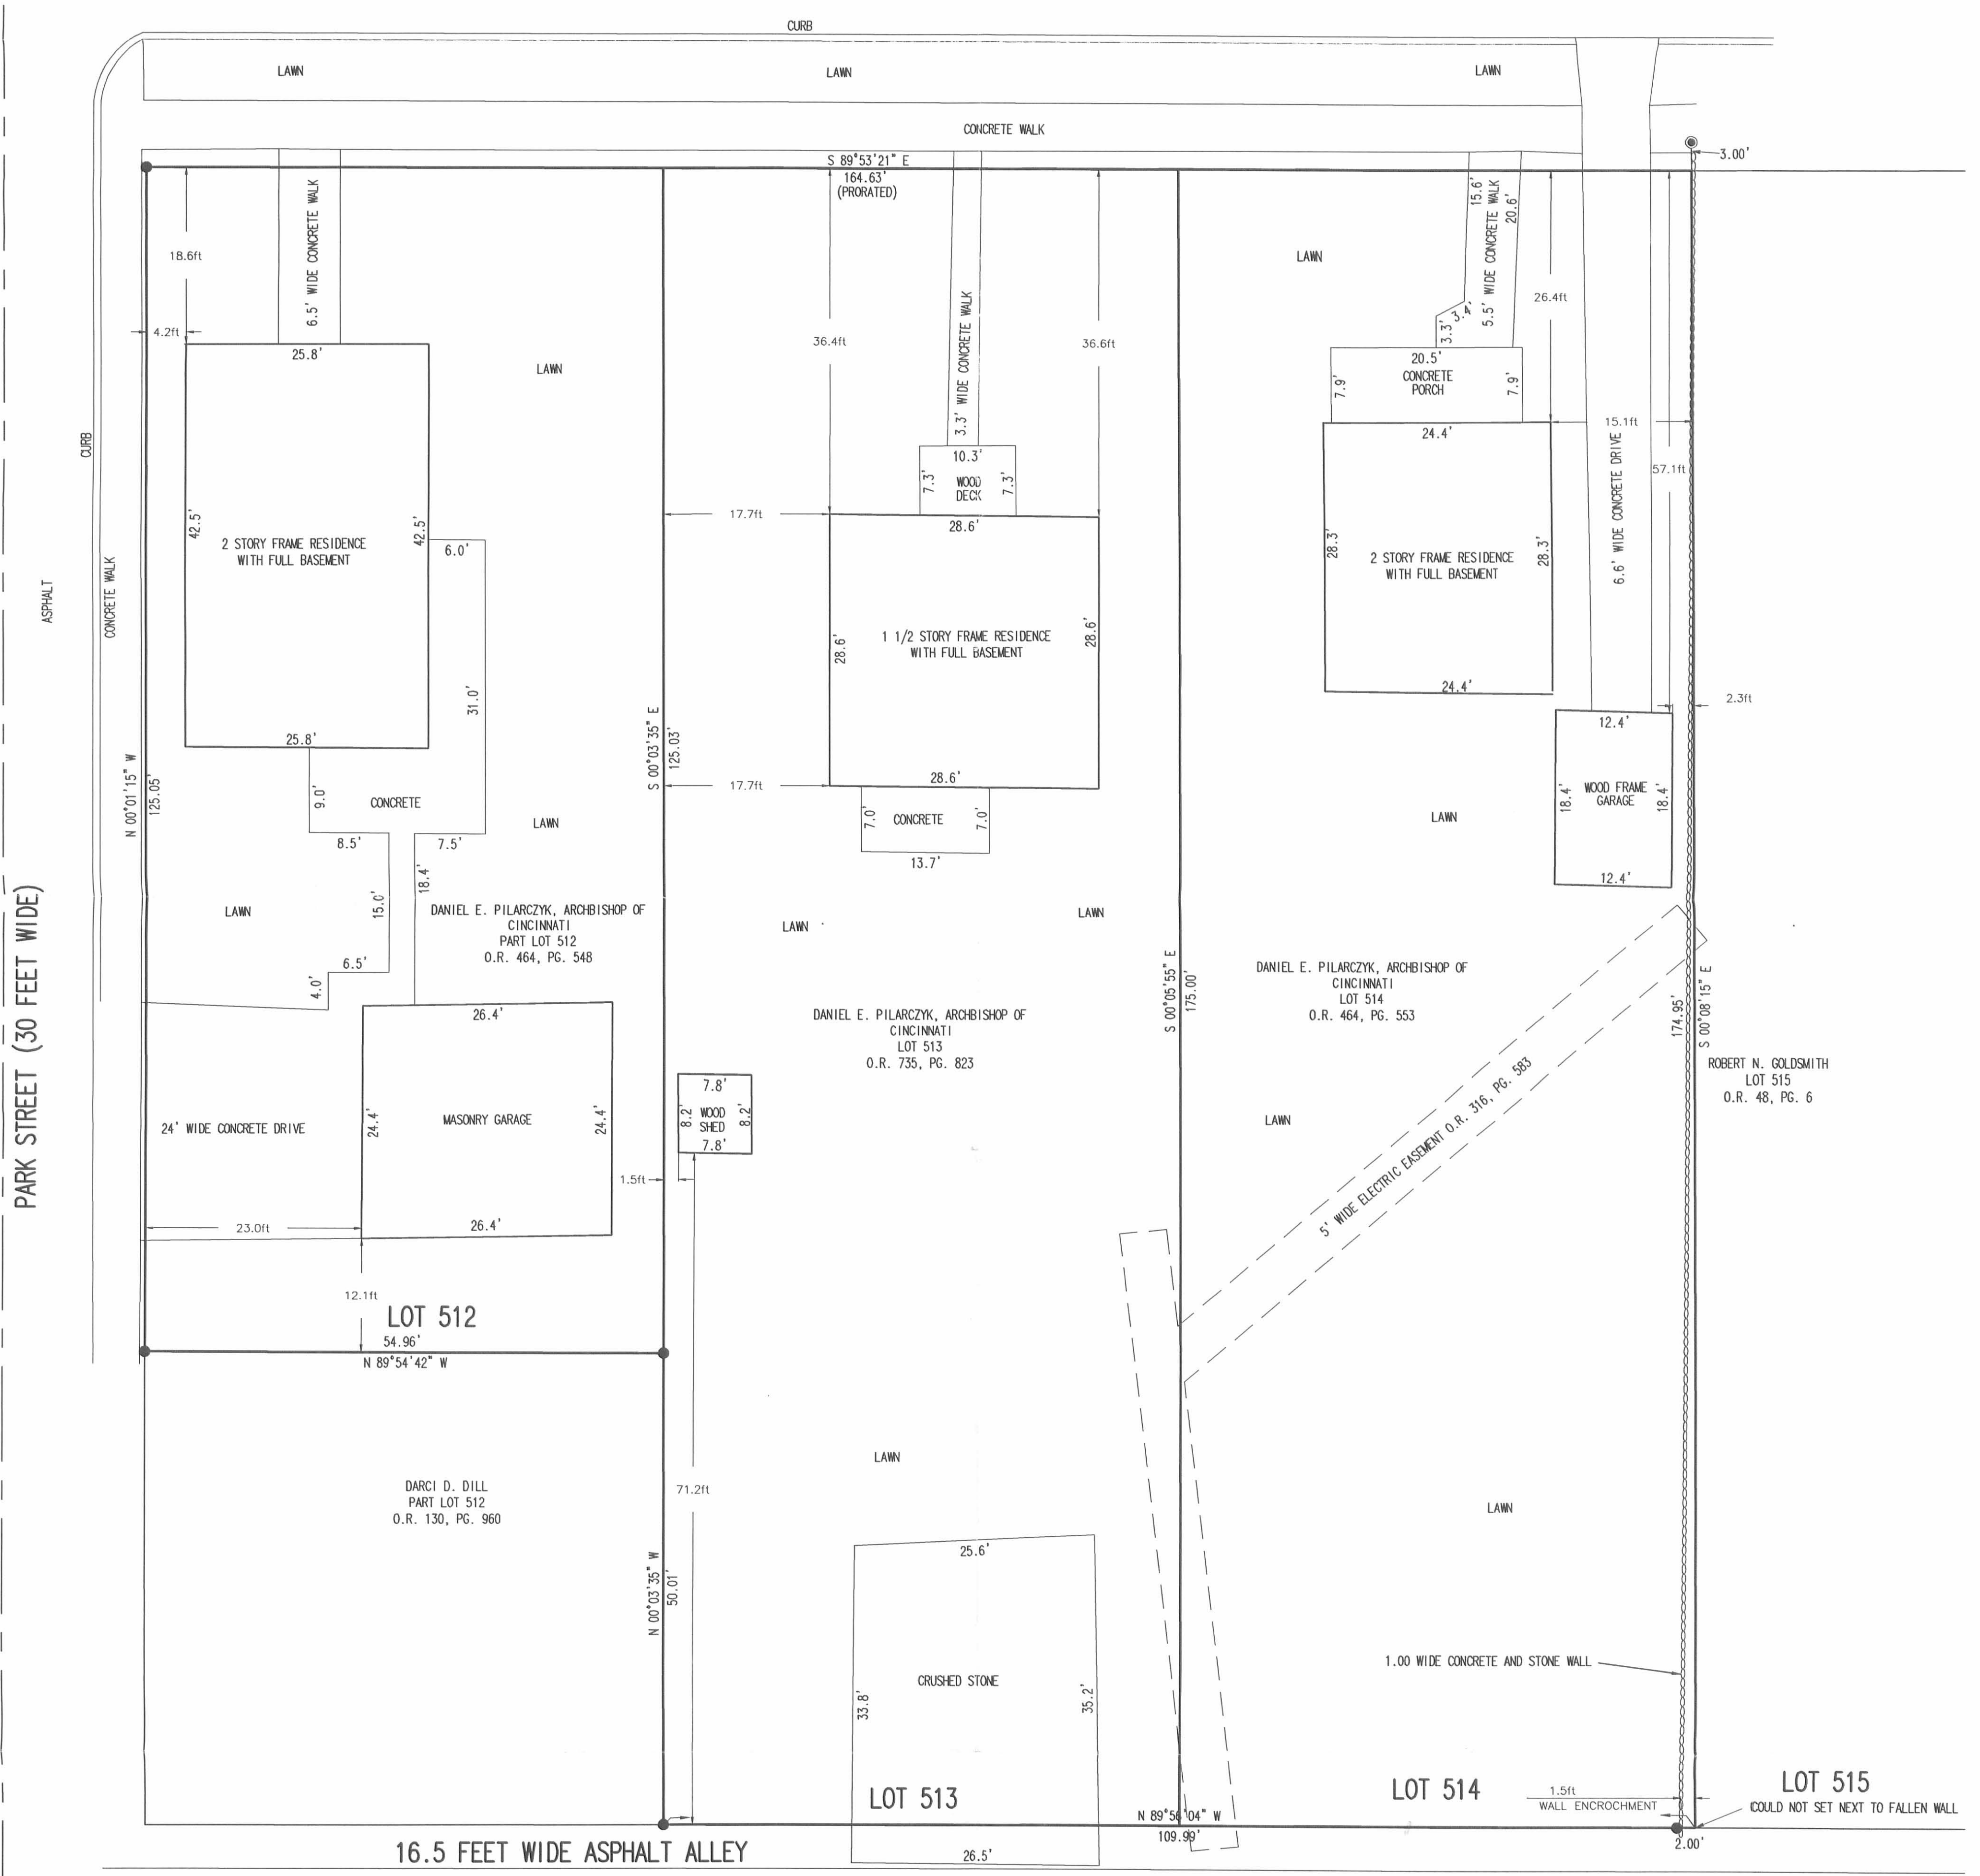 CURB
LAWN
LAWN
LAWN
CONCRETE WALK
S 89°53'21" E
164.63'
(PRORATED)
3.00'
6.5' WIDE CONCRETE WALK
18.6ft
4.2ft
25.8'
LAWN
36.4ft
3.3' WIDE CONCRETE WALK
36.6ft
LAWN
15.6'
5.5' WIDE CONCRETE WALK
20.6'
26.4ft
3.3'
3.4'
20.5'
CONCRETE
PORCH
7.9'
7.9'
15.1ft
24.4'
6.6' WIDE CONCRETE DRIVE
57.1ft
CURB
10.3'
WOOD
DECK
7.3'
7.3'
17.7ft
28.6'
42.5'
42.5'
2 STORY FRAME RESIDENCE
WITH FULL BASEMENT
6.0'
28.3'
28.3'
2 STORY FRAME RESIDENCE
WITH FULL BASEMENT
ASPHALT
CONCRETE WALK
28.6'
1 1/2 STORY FRAME RESIDENCE
WITH FULL BASEMENT
28.6'
31.0'
24.4'
2.3ft
25.8'
S 00°03'35" E
125.03'
12.4'
N 00°01'15" W
125.05'
17.7ft
28.6'
9.0'
CONCRETE
LAWN
8.5'
7.5'
7.0'
CONCRETE
7.0'
13.7'
LAWN
18.4'
WOOD FRAME
GARAGE
18.4'
12.4'
18.4'
15.0'
LAWN
DANIEL E. PILARCZYK, ARCHBISHOP OF
CINCINNATI
PART LOT 512
O.R. 464, PG. 548
LAWN
LAWN
6.5'
4.0'
S 00°05'55" E
175.00'
DANIEL E. PILARCZYK, ARCHBISHOP OF
CINCINNATI
LOT 514
O.R. 464, PG. 553
174.95'
S 00°08'15" E
26.4'
DANIEL E. PILARCZYK, ARCHBISHOP OF
CINCINNATI
LOT 513
O.R. 735, PG. 823
ROBERT N. GOLDSMITH
LOT 515
O.R. 48, PG. 6
PARK STREET (30 FEET WIDE)
24' WIDE CONCRETE DRIVE
24.4'
MASONRY GARAGE
24.4'
7.8'
8.2'
WOOD
SHED
8.2'
7.8'
LAWN
5' WIDE ELECTRIC EASEMENT O.R. 316, PG. 583
1.5ft
23.0ft
26.4'
12.1ft
LOT 512
54.96'
N 89°54'42" W
LAWN
DARCI D. DILL
PART LOT 512
O.R. 130, PG. 960
71.2ft
LAWN
25.6'
N 00°03'35" W
50.01'
1.00 WIDE CONCRETE AND STONE WALL
CRUSHED STONE
33.8'
35.2'
LOT 513
LOT 514
LOT 515
1.5ft
WALL ENCROCHMENT
COULD NOT SET NEXT TO FALLEN WALL
N 89°56'04" W
109.99'
2.00'
16.5 FEET WIDE ASPHALT ALLEY
26.5'